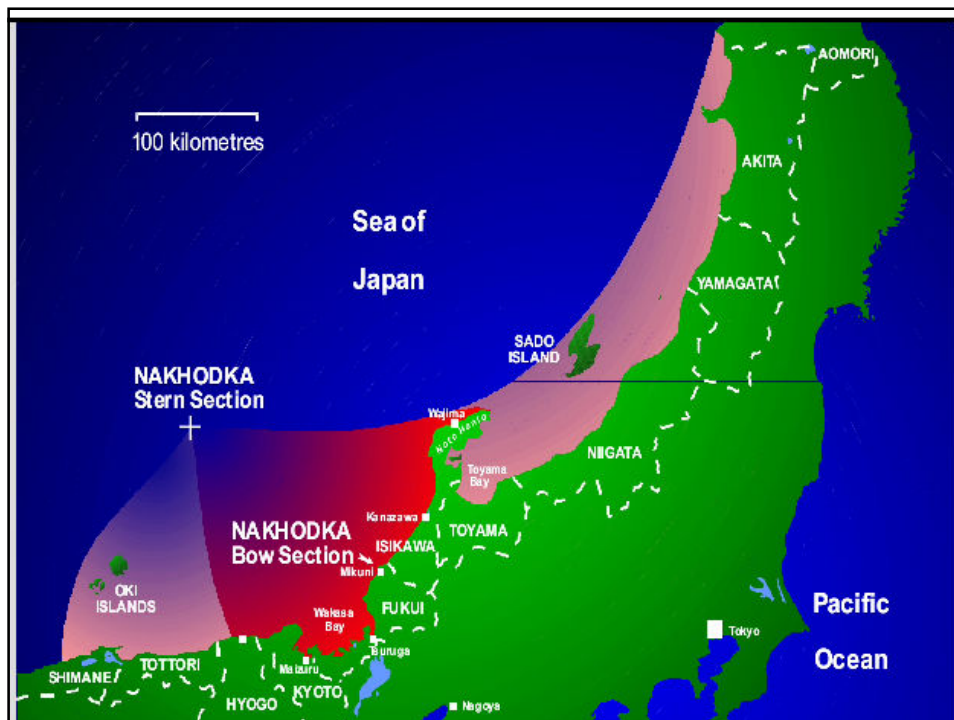 AOMORI
100 kilometres
AKITA
Sea of
Japan
YAMAGATA
SADO
ISLAND
NAKHODKA
Stern Section
Wajima
Noto Hanto
NIIGATA
Toyama
Bay
Kanazawa
TOYAMA
NAKHODKA
Bow Section
ISIKAWA
Mikuni
OKI
ISLANDS
FUKUI
Wakasa
Bay
Pacific
Ocean
Tokyo
Tsuruga
TOTTORI
SHIMANE
Maizuru
KYOTO
HYOGO
Nagoya